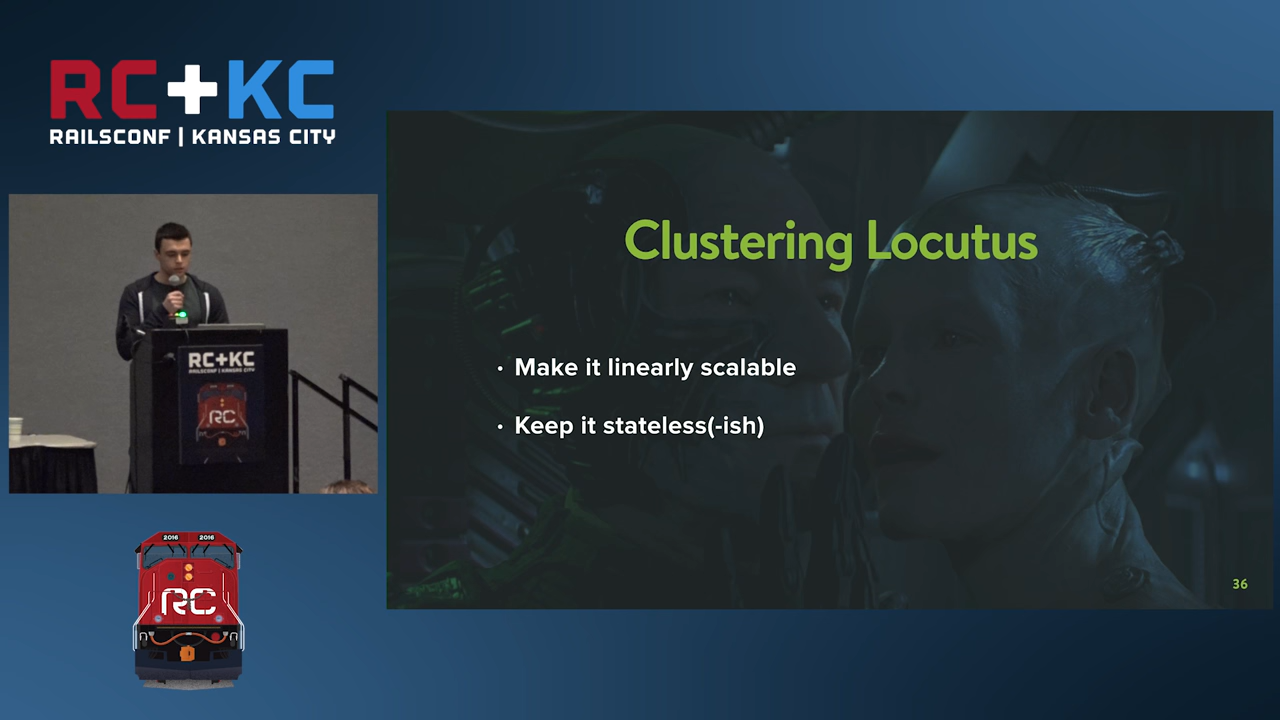 RC+KC
RAILSCONF | KANSAS CITY
Clustering Locutus
• Make it linearly scalable
• Keep it stateless(-ish)
36
RC+KC
RAILSCONF | KANSAS CITY
RC
2016 2016
RC